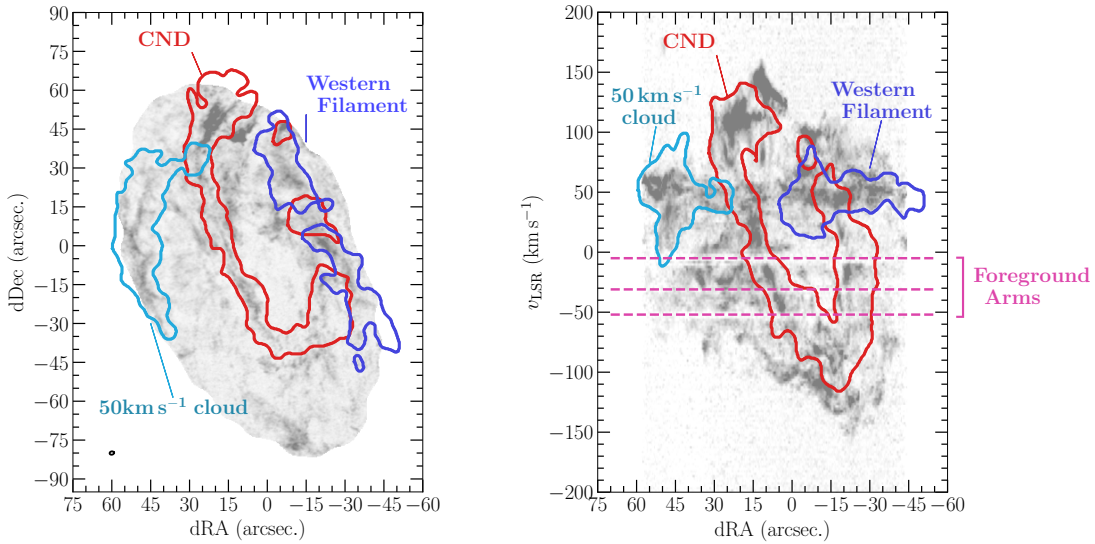 90
75
60
45
30
15
0
−15
−30
−45
−60
−75
−90
dDec (arcsec.)
CND
Western
Filament
50km s⁻¹ cloud
75 60 45 30 15 0 −15 −30 −45 −60
dRA (arcsec.)
200
150
100
50
0
−50
−100
−150
−200
v_LSR (km s⁻¹)
CND
50 km s⁻¹
cloud
Western
Filament
Foreground
Arms
75 60 45 30 15 0 −15 −30 −45 −60
dRA (arcsec.)